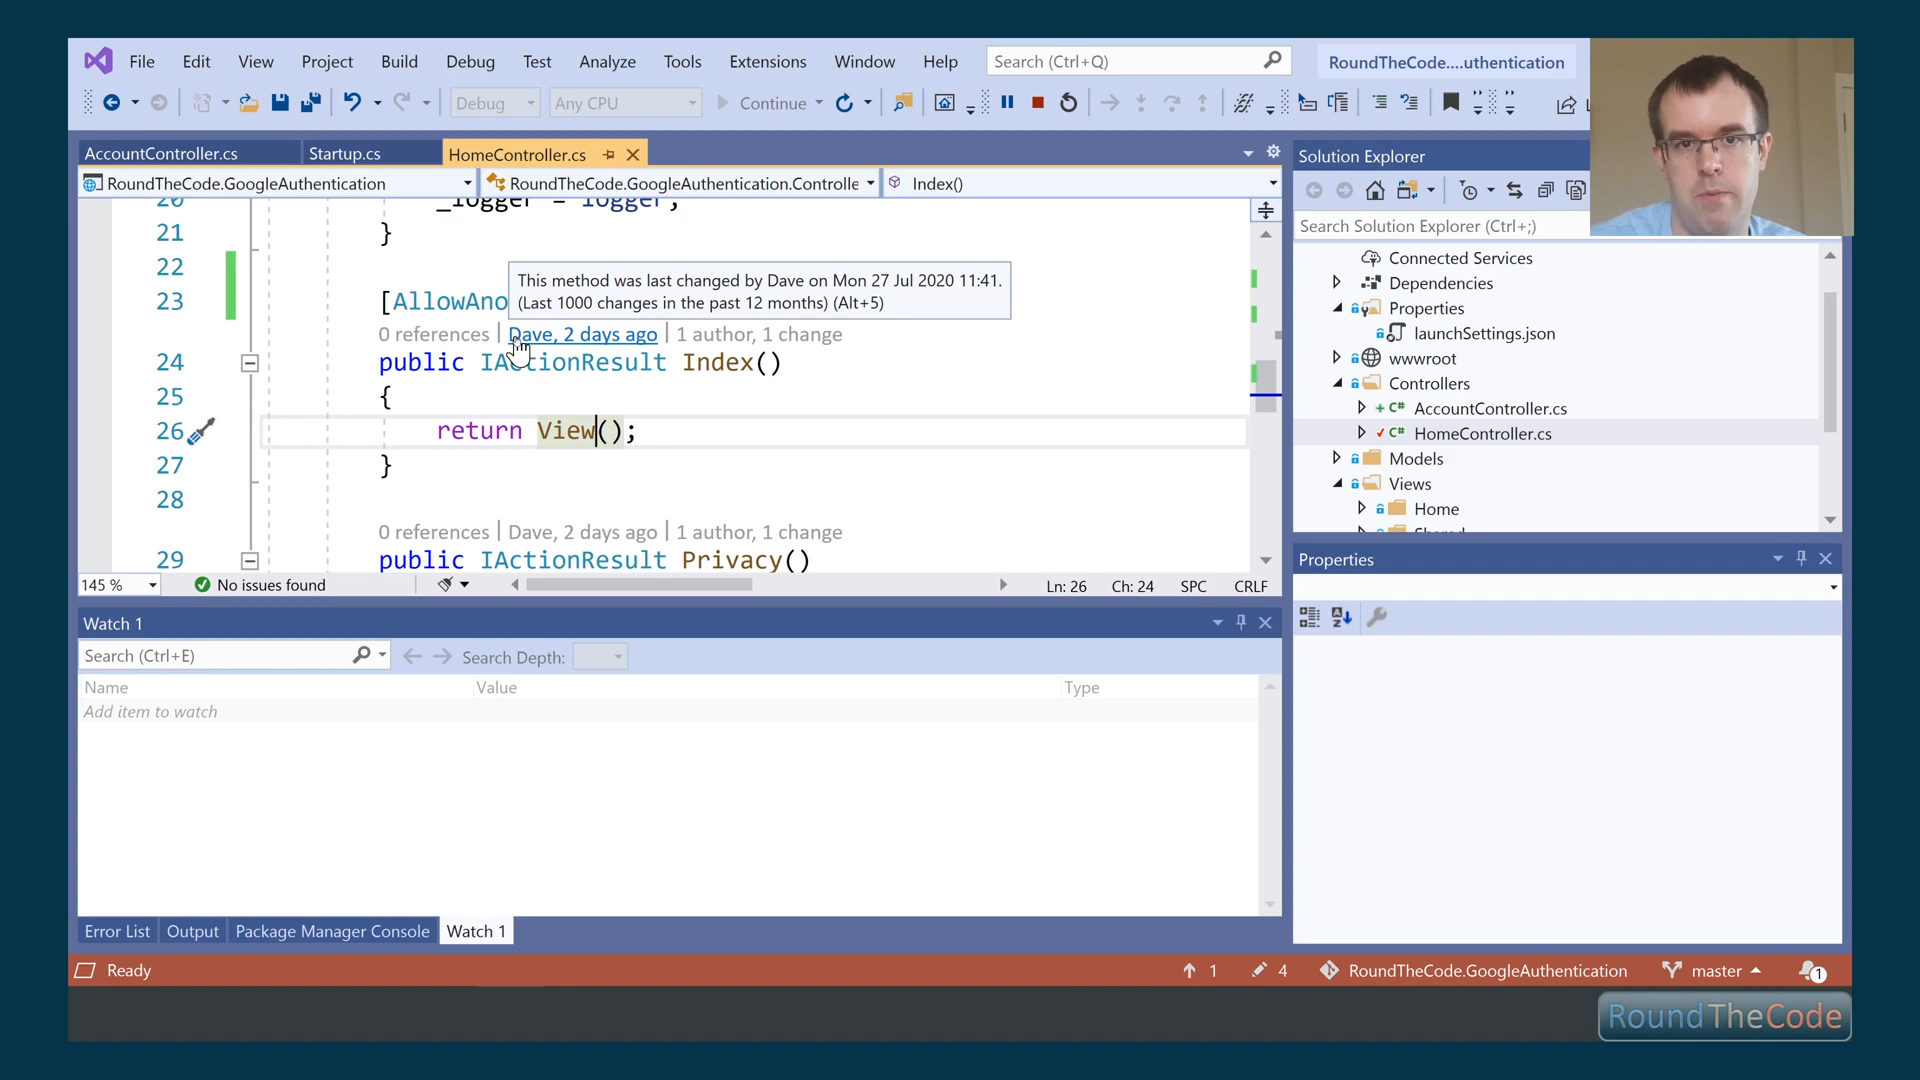 File Edit View Project Build Debug Test Analyze Tools Extensions Window Help Search (Ctrl+Q) RoundTheCode....uthentication
Debug Any CPU Continue
AccountController.cs Startup.cs HomeController.cs
RoundTheCode.GoogleAuthentication RoundTheCode.GoogleAuthentication.Controlle Index()
20 _logger = logger;
21 }
22
This method was last changed by Dave on Mon 27 Jul 2020 11:41.
(Last 1000 changes in the past 12 months) (Alt+5)
23 [AllowAno
0 references | Dave, 2 days ago | 1 author, 1 change
24 public IActionResult Index()
25 {
26 return View();
27 }
28
0 references | Dave, 2 days ago | 1 author, 1 change
29 public IActionResult Privacy()
145 % No issues found Ln: 26 Ch: 24 SPC CRLF
Watch 1
Search (Ctrl+E) Search Depth:
Name Value Type
Add item to watch
Error List Output Package Manager Console Watch 1
Solution Explorer
Search Solution Explorer (Ctrl+;)
Connected Services
Dependencies
Properties
launchSettings.json
wwwroot
Controllers
C# AccountController.cs
C# HomeController.cs
Models
Views
Home
Shared
Properties
Ready 1 4 RoundTheCode.GoogleAuthentication master 1
RoundTheCode